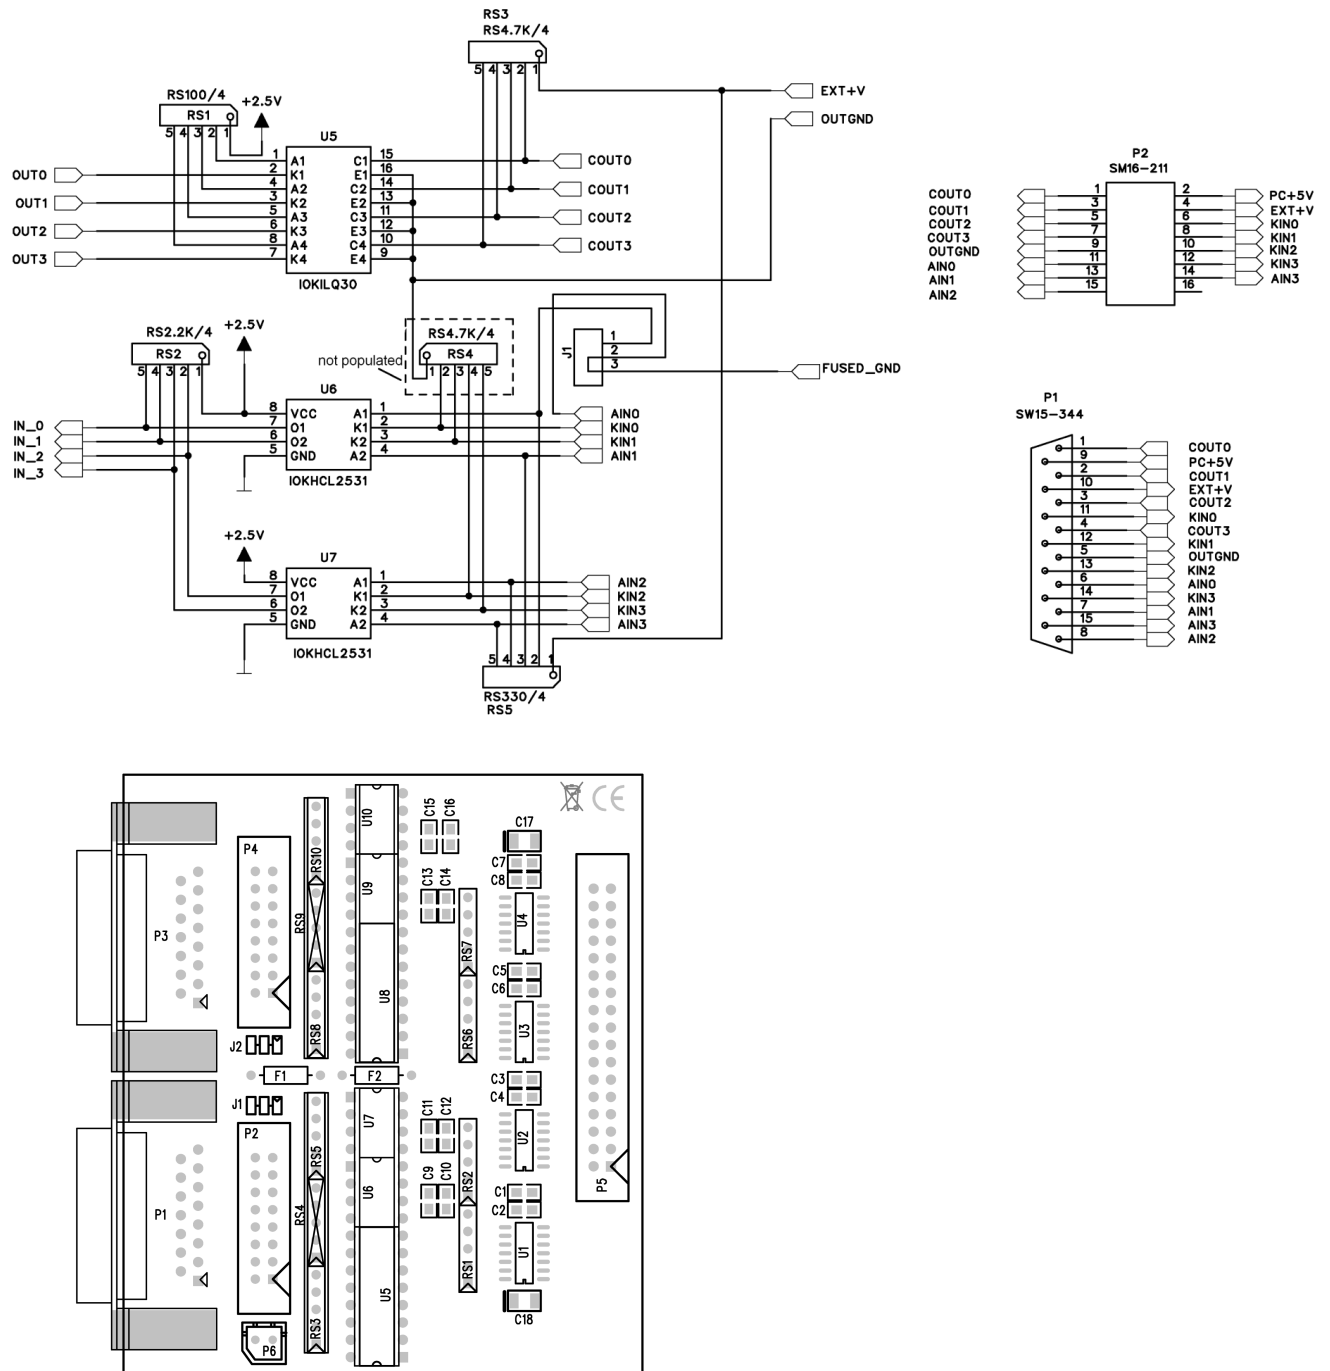 RS3
RS4.7K/4
5 4 3 2 1
EXT+V
OUTGND
RS100/4
+2.5V
RS1
5 4 3 2 1
U5
OUT0
OUT1
OUT2
OUT3
1 A1 C1 15
2 K1 E1 16
4 A2 C2 14
3 K2 E2 13
5 A3 C3 11
6 K3 E3 12
8 A4 C4 10
7 K4 E4 9
IOKILQ30
COUT0
COUT1
COUT2
COUT3
P2
SM16-211
COUT0 1 2 PC+5V
COUT1 3 4 EXT+V
COUT2 5 6 KIN0
COUT3 7 8 KIN1
OUTGND 9 10 KIN2
AIN0 11 12 KIN3
AIN1 13 14 AIN3
AIN2 15 16
RS2.2K/4
+2.5V
RS2
5 4 3 2 1
not populated
RS4.7K/4
RS4
1 2 3 4 5
J1
1
2
3
FUSED_GND
U6
IN_0
IN_1
IN_2
IN_3
8 VCC A1 1
7 O1 K1 2
6 O2 K2 3
5 GND A2 4
IOKHCL2531
AIN0
KIN0
KIN1
AIN1
P1
SW15-344
1 COUT0
9 PC+5V
2 COUT1
10 EXT+V
3 COUT2
11 KIN0
4 COUT3
12 KIN1
5 OUTGND
13 KIN2
6 AIN0
14 KIN3
7 AIN1
15 AIN3
8 AIN2
+2.5V
U7
8 VCC A1 1
7 O1 K1 2
6 O2 K2 3
5 GND A2 4
IOKHCL2531
AIN2
KIN2
KIN3
AIN3
5 4 3 2 1
RS330/4
RS5
CE
P4
RS10
U10
C15
C16
C17
C7
C8
P3
RS9
U9
C13
C14
RS7
U4
C5
C6
U8
RS8
RS6
U3
J2
F1
F2
C3
C4
J1
P2
RS5
U7
C11
C12
U2
P5
P1
RS4
U6
C9
C10
RS2
C1
C2
U1
RS3
U5
RS1
C18
P6